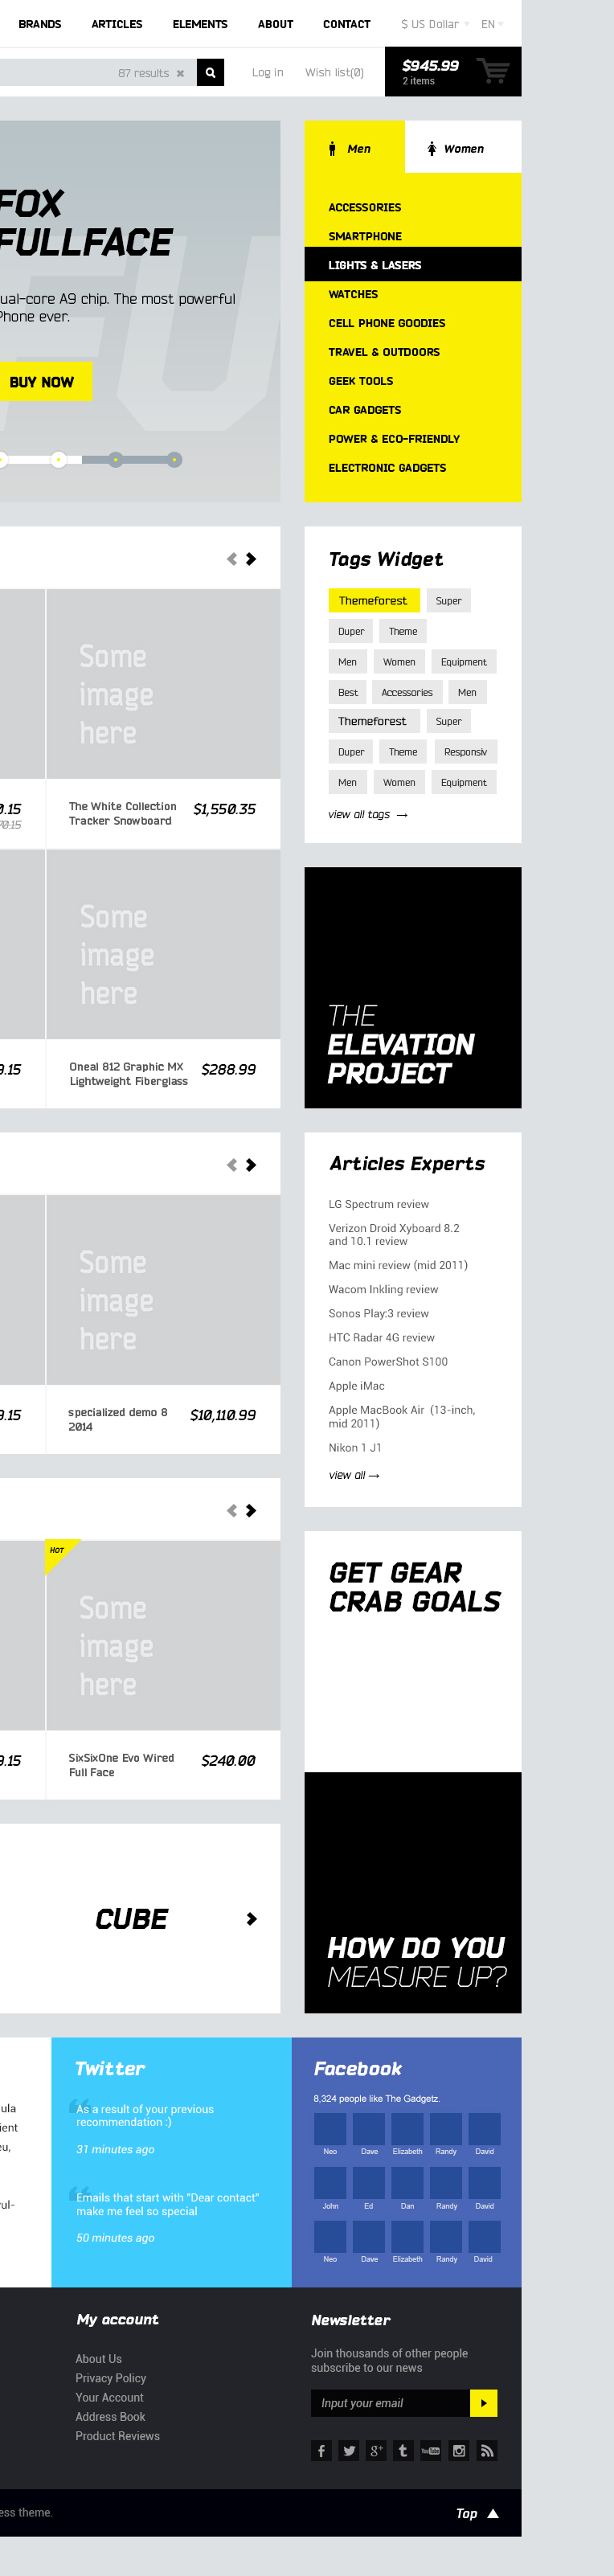 BRANDS ARTICLES ELEMENTS ABOUT CONTACT $ US Dollar EN
87 results Log in Wish list(0) $945.99
2 items
Men Women
FOX
FULLFACE
ual-core A9 chip. The most powerful
Phone ever.
BUY NOW
ACCESSORIES
SMARTPHONE
LIGHTS & LASERS
WATCHES
CELL PHONE GOODIES
TRAVEL & OUTDOORS
GEEK TOOLS
CAR GADGETS
POWER & ECO-FRIENDLY
ELECTRONIC GADGETS
Tags Widget
Themeforest Super
Duper Theme
Men Women Equipment
Best Accessories Men
Themeforest Super
Duper Theme Responsiv
Men Women Equipment
view all tags →
Some
image
here
The White Collection
Tracker Snowboard
$1,550.35
Some
image
here
Oneal 812 Graphic MX
Lightweight Fiberglass
$288.99
THE
ELEVATION
PROJECT
Some
image
here
specialized demo 8
2014
$10,110.99
Articles Experts
LG Spectrum review
Verizon Droid Xyboard 8.2
and 10.1 review
Mac mini review (mid 2011)
Wacom Inkling review
Sonos Play:3 review
HTC Radar 4G review
Canon PowerShot S100
Apple iMac
Apple MacBook Air (13-inch,
mid 2011)
Nikon 1 J1
view all →
HOT
Some
image
here
SixSixOne Evo Wired
Full Face
$240.00
GET GEAR
CRAB GOALS
CUBE
HOW DO YOU
MEASURE UP?
Twitter
As a result of your previous
recommendation :)
31 minutes ago
Emails that start with "Dear contact"
make me feel so special
50 minutes ago
Facebook
8,324 people like The Gadgetz.
Neo Dave Elizabeth Randy David
John Ed Dan Randy David
Neo Dave Elizabeth Randy David
My account
About Us
Privacy Policy
Your Account
Address Book
Product Reviews
Newsletter
Join thousands of other people
subscribe to our news
Input your email
You Tube
ess theme.
Top